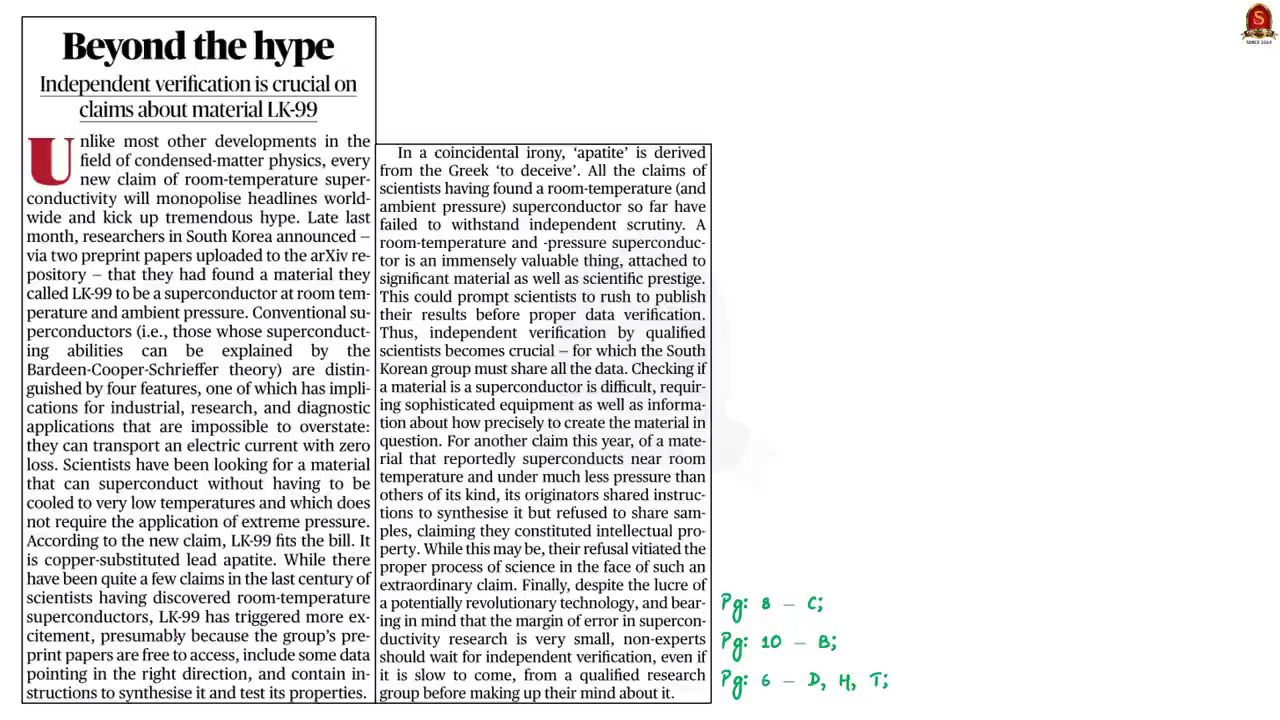 Beyond the hype
Independent verification is crucial on
claims about material LK-99
Unlike most other developments in the
field of condensed-matter physics, every
new claim of room-temperature super-
conductivity will monopolise headlines world-
wide and kick up tremendous hype. Late last
month, researchers in South Korea announced –
via two preprint papers uploaded to the arXiv re-
pository – that they had found a material they
called LK-99 to be a superconductor at room tem-
perature and ambient pressure. Conventional su-
perconductors (i.e., those whose superconduct-
ing abilities can be explained by the
Bardeen-Cooper-Schrieffer theory) are distin-
guished by four features, one of which has impli-
cations for industrial, research, and diagnostic
applications that are impossible to overstate:
they can transport an electric current with zero
loss. Scientists have been looking for a material
that can superconduct without having to be
cooled to very low temperatures and which does
not require the application of extreme pressure.
According to the new claim, LK-99 fits the bill. It
is copper-substituted lead apatite. While there
have been quite a few claims in the last century of
scientists having discovered room-temperature
superconductors, LK-99 has triggered more ex-
citement, presumably because the group's pre-
print papers are free to access, include some data
pointing in the right direction, and contain in-
structions to synthesise it and test its properties.
In a coincidental irony, 'apatite' is derived
from the Greek 'to deceive'. All the claims of
scientists having found a room-temperature (and
ambient pressure) superconductor so far have
failed to withstand independent scrutiny. A
room-temperature and -pressure superconduc-
tor is an immensely valuable thing, attached to
significant material as well as scientific prestige.
This could prompt scientists to rush to publish
their results before proper data verification.
Thus, independent verification by qualified
scientists becomes crucial – for which the South
Korean group must share all the data. Checking if
a material is a superconductor is difficult, requir-
ing sophisticated equipment as well as informa-
tion about how precisely to create the material in
question. For another claim this year, of a mate-
rial that reportedly superconducts near room
temperature and under much less pressure than
others of its kind, its originators shared instruc-
tions to synthesise it but refused to share sam-
ples, claiming they constituted intellectual pro-
perty. While this may be, their refusal vitiated the
proper process of science in the face of such an
extraordinary claim. Finally, despite the lucre of
a potentially revolutionary technology, and bear-
ing in mind that the margin of error in supercon-
ductivity research is very small, non-experts
should wait for independent verification, even if
it is slow to come, from a qualified research
group before making up their mind about it.
Pg: 8 – C;
Pg: 10 – B;
Pg: 6 – D, H, T;
S
SINCE 2004